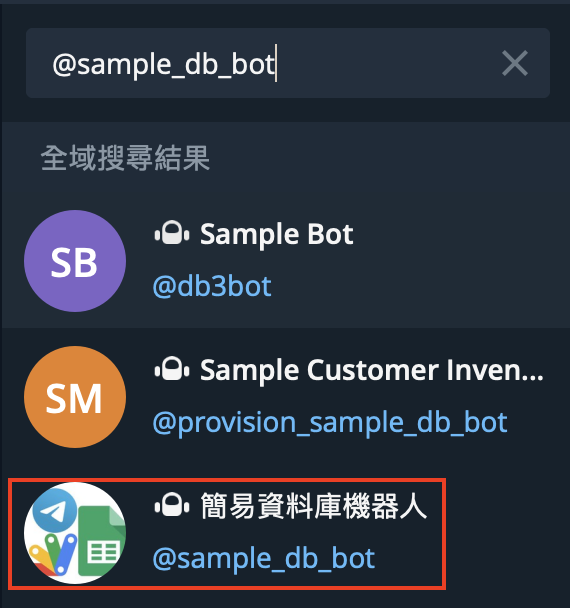 @sample_db_bot
全域搜尋結果
SB
Sample Bot
@db3bot
SM
Sample Customer Inven...
@provision_sample_db_bot
簡易資料庫機器人
@sample_db_bot